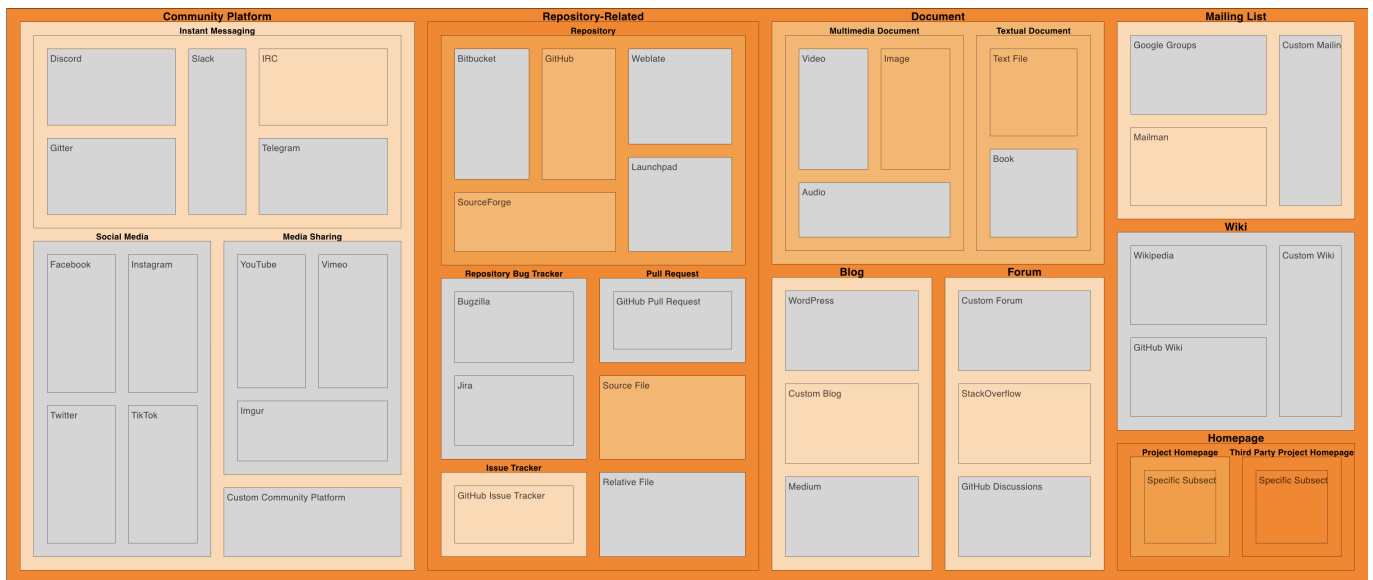 Community Platform
Instant Messaging
Discord
Slack
IRC
Gitter
Telegram
Social Media
Facebook
Instagram
Twitter
TikTok
Media Sharing
YouTube
Vimeo
Imgur
Custom Community Platform
Repository-Related
Repository
Bitbucket
GitHub
Weblate
Launchpad
SourceForge
Repository Bug Tracker
Bugzilla
Jira
Pull Request
GitHub Pull Request
Source File
Issue Tracker
GitHub Issue Tracker
Relative File
Document
Multimedia Document
Video
Image
Audio
Textual Document
Text File
Book
Blog
WordPress
Custom Blog
Medium
Forum
Custom Forum
StackOverflow
GitHub Discussions
Mailing List
Google Groups
Custom Mailin
Mailman
Wiki
Wikipedia
Custom Wiki
GitHub Wiki
Homepage
Project Homepage
Specific Subsect
Third Party Project Homepage
Specific Subsect